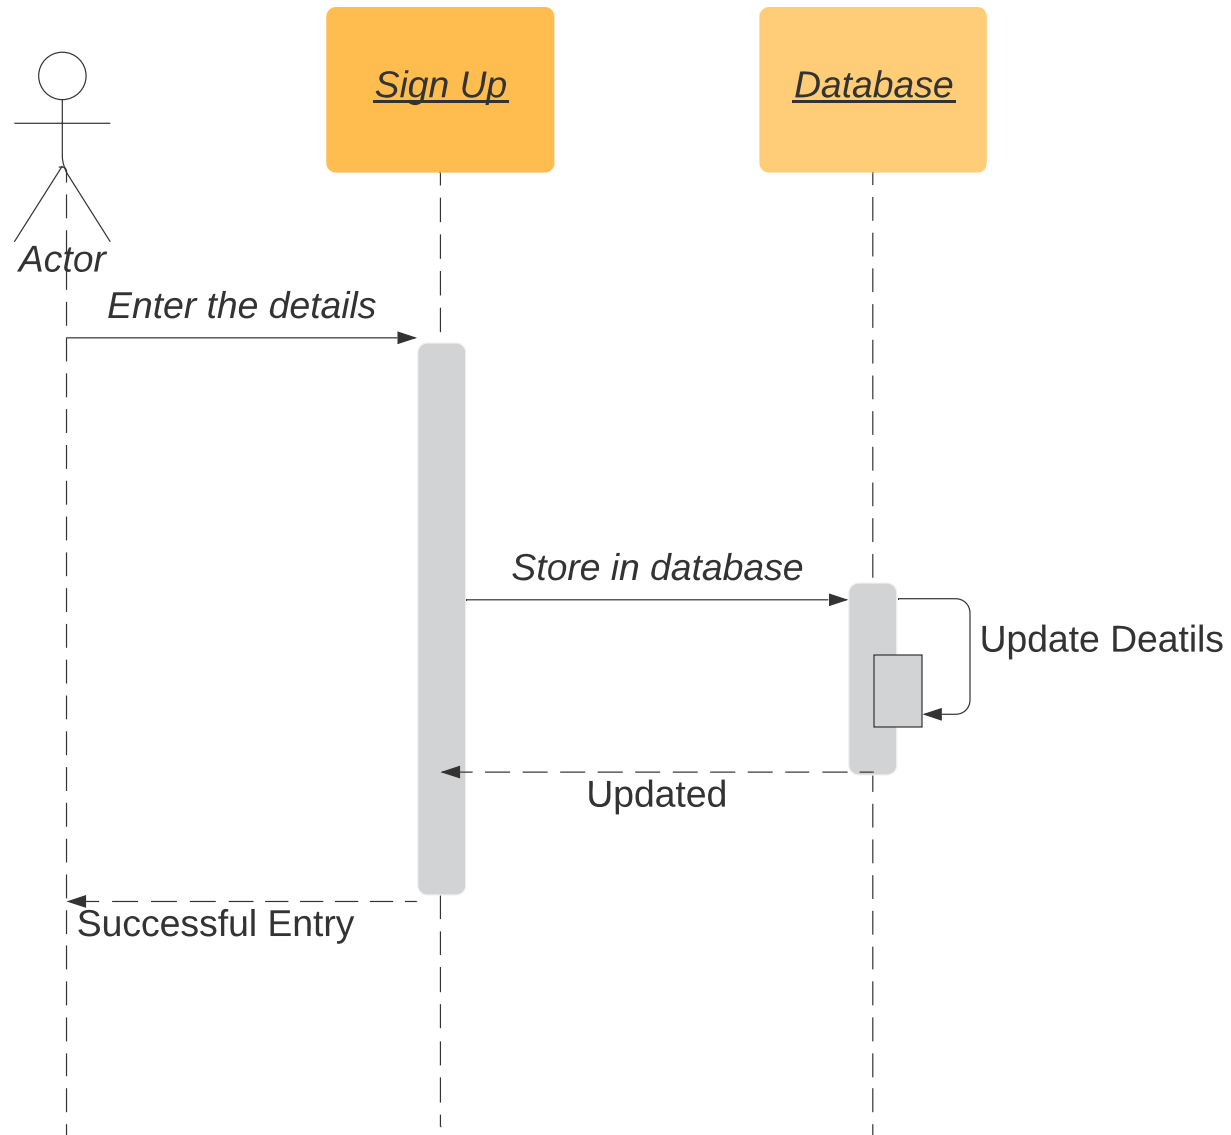 Sign Up
Database
Actor
Enter the details
Store in database
Update Deatils
Updated
Successful Entry